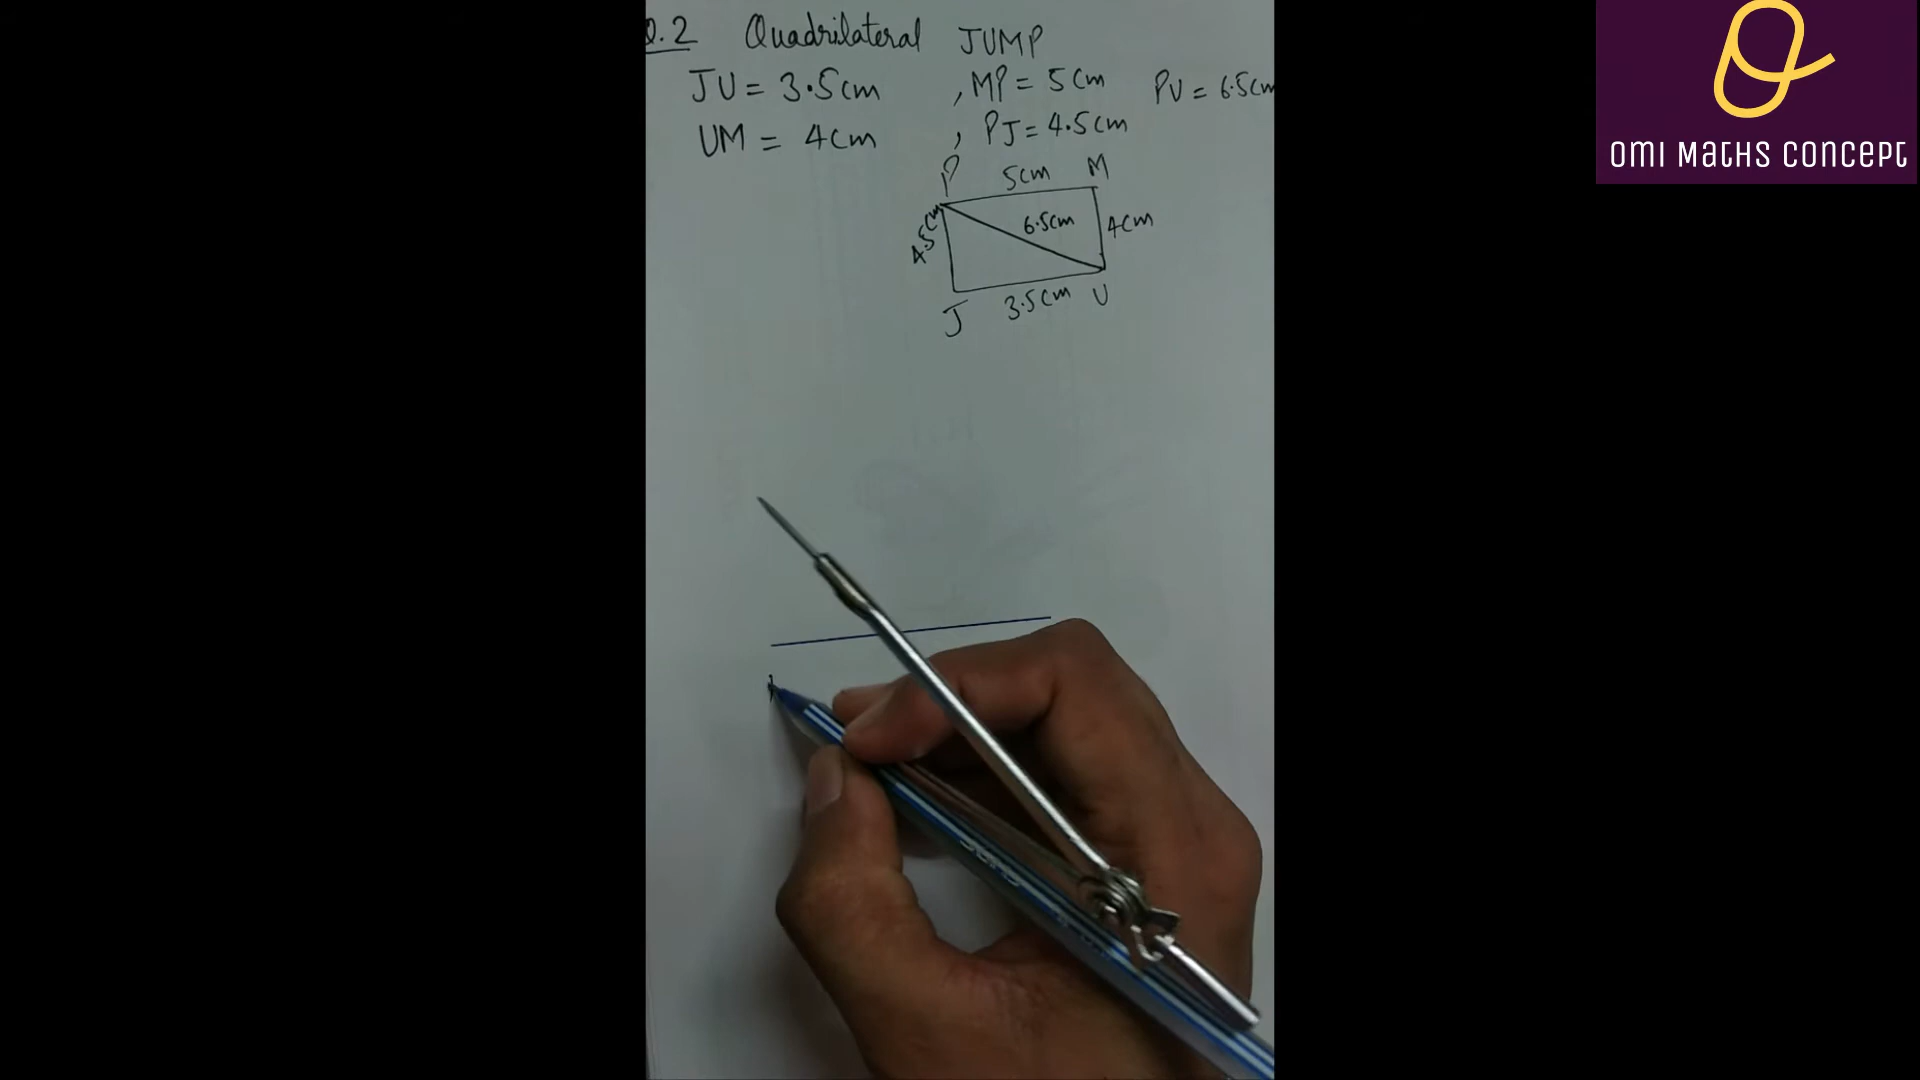 Q.2 Quadrilateral JUMP
JU = 3.5cm , MP = 5cm PU = 6.5cm
UM = 4cm , PJ = 4.5cm
P 5cm M
4.5cm 6.5cm 4cm
J 3.5cm U
OMI MATHS CONCEPT